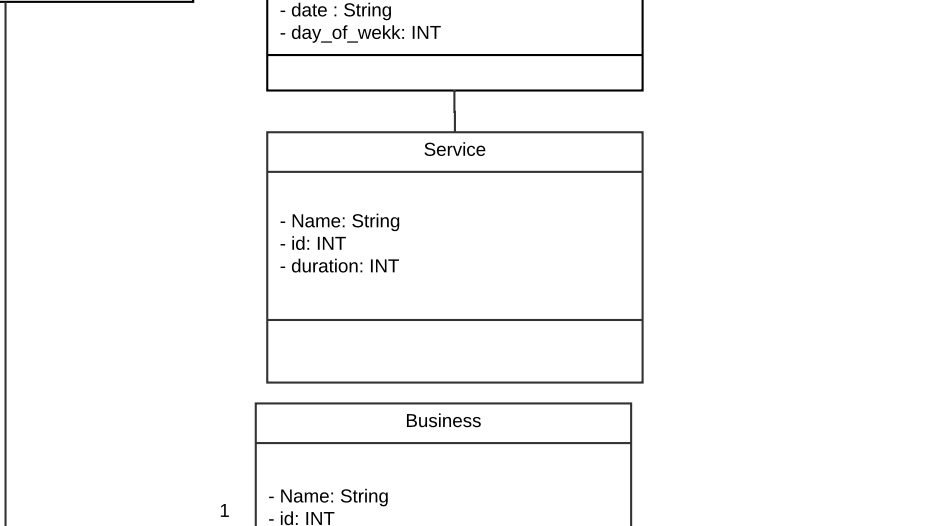 - date : String
- day_of_wekk: INT
Service
- Name: String
- id: INT
- duration: INT
Business
- Name: String
1
- id: INT